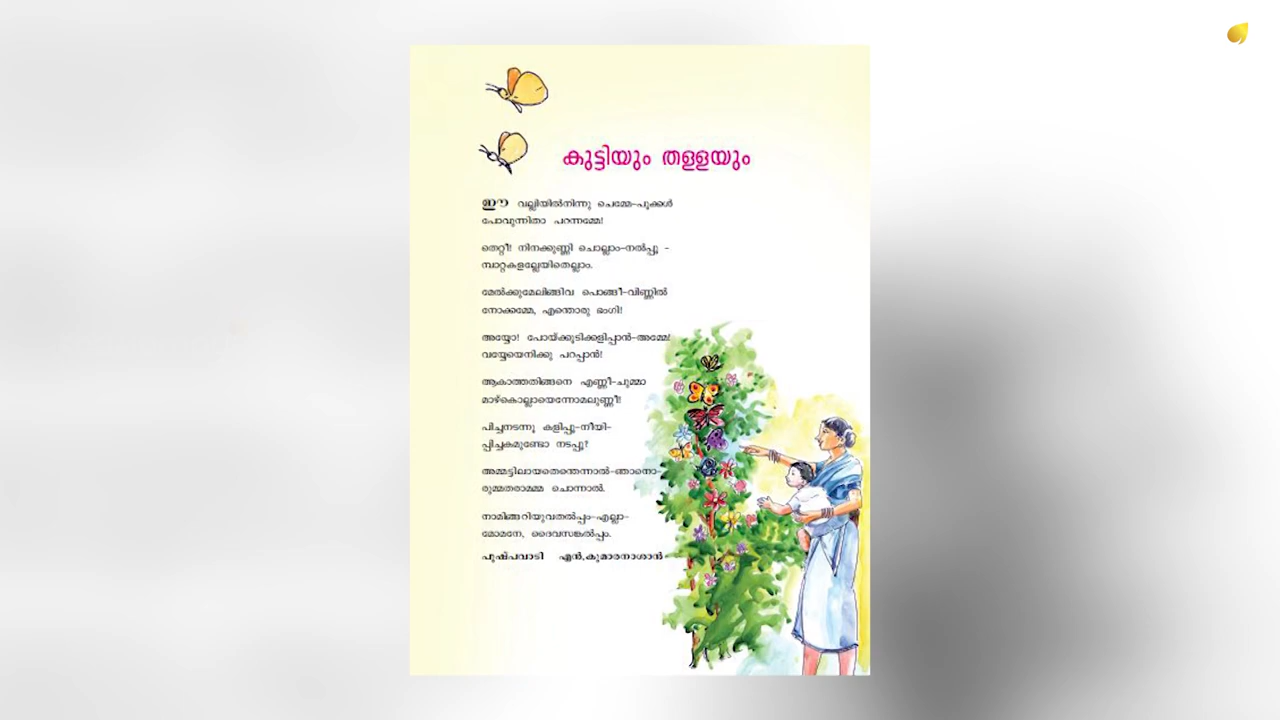 കുട്ടിയും തള്ളയും
ഈ വല്ലിയിൽനിന്നു ചെമ്മേ-പൂക്കൾ
പോവുന്നിതാ പറന്നമ്മേ!
തെറ്റീ! നിനക്കുണ്ണി ചൊല്ലാം-നൽപ്പൂ -
മ്പാറ്റകളല്ലേയിതെല്ലാം.
മേൽക്കുമേലിങ്ങിവ പൊങ്ങീ-വിണ്ണിൽ
നോക്കമ്മേ, എന്തൊരു ഭംഗി!
അയ്യോ! പോയ്ക്കൂടിക്കളിപ്പാൻ-അമ്മേ!
വയ്യേയെനിക്കു പറപ്പാൻ!
ആകാത്തതിങ്ങനെ എണ്ണീ-ചുമ്മാ
മാഴ്കൊല്ലായെന്നോമലുണ്ണീ!
പിച്ചനടന്നൂ കളിപ്പൂ-നീയി-
പ്പിച്ചകമുണ്ടോ നടപ്പൂ?
അമ്മട്ടിലായതെന്തെന്നാൽ-ഞാനൊ-
രുമ്മതരാമമ്മ ചൊന്നാൽ.
നാമിങ്ങറിയുവതൽപ്പം-എല്ലാ-
മോമനേ, ദൈവസങ്കൽപ്പം.
പുഷ്പവാടി എൻ.കുമാരനാശാൻ